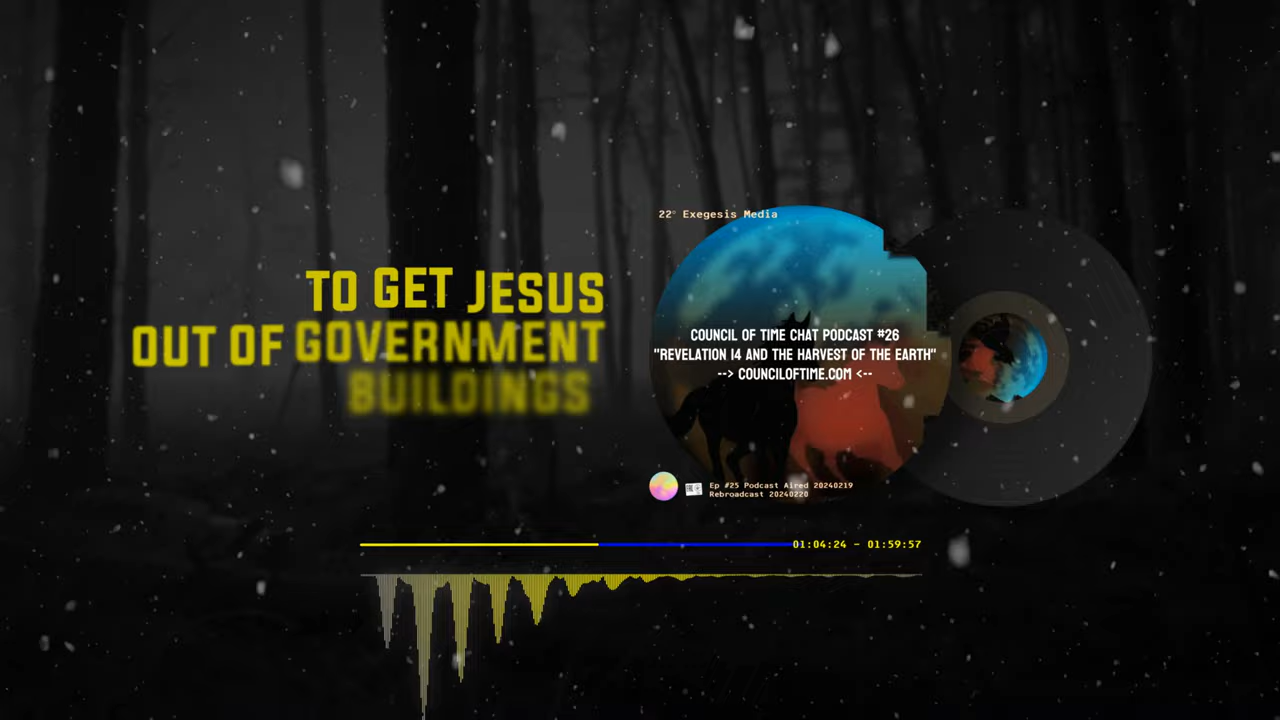 TO GET JESUS
OUT OF GOVERNMENT
BUILDINGS
22° Exegesis Media
COUNCIL OF TIME CHAT PODCAST #26
"REVELATION 14 AND THE HARVEST OF THE EARTH"
--> COUNCILOFTIME.COM <--
Ep #25 Podcast Aired 20240219
Rebroadcast 20240220
01:04:24 - 01:59:57